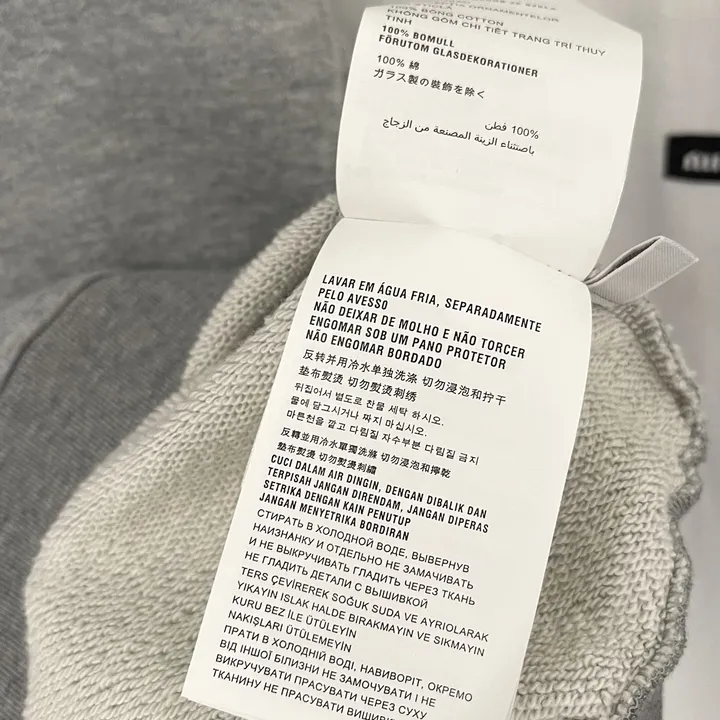 100% BÔNG COTTON
KHÔNG GỒM CHI TIẾT TRANG TRÍ THUỶ
TINH
100% BOMULL
FÖRUTOM GLASDEKORATIONER
100% 綿
ガラス製の装飾を除く
100% قطن
باستثناء الزينة المصنعة من الزجاج
LAVAR EM ÁGUA FRIA, SEPARADAMENTE
PELO AVESSO
NÃO DEIXAR DE MOLHO E NÃO TORCER
ENGOMAR SOB UM PANO PROTETOR
NÃO ENGOMAR BORDADO
反转并用冷水单独洗涤 切勿浸泡和拧干
垫布熨烫 切勿熨烫刺绣
뒤집어서 별도로 찬물 세탁 하시오.
물에 담그시거나 짜지 마십시오.
마른천을 깔고 다림질 자수부분 다림질 금지
反轉並用冷水單獨洗滌 切勿浸泡和擰乾
墊布熨燙 切勿熨燙刺繡
CUCI DALAM AIR DINGIN, DENGAN DIBALIK DAN
TERPISAH JANGAN DIRENDAM, JANGAN DIPERAS
SETRIKA DENGAN KAIN PENUTUP
JANGAN MENYETRIKA BORDIRAN
СТИРАТЬ В ХОЛОДНОЙ ВОДЕ, ВЫВЕРНУВ
НАИЗНАНКУ И ОТДЕЛЬНО НЕ ЗАМАЧИВАТЬ
И НЕ ВЫКРУЧИВАТЬ ГЛАДИТЬ ЧЕРЕЗ ТКАНЬ
НЕ ГЛАДИТЬ ДЕТАЛИ С ВЫШИВКОЙ
TERS ÇEVİREREK SOĞUK SUDA VE AYRIOLARAK
YIKAYIN ISLAK HALDE BIRAKMAYIN VE SIKMAYIN
KURU BEZ İLE ÜTÜLEYİN
NAKIŞLARI ÜTÜLEMEYİN
ПРАТИ В ХОЛОДНІЙ ВОДІ, НАВИВОРІТ, ОКРЕМО
ВІД ІНШОЇ БІЛИЗНИ НЕ ЗАМОЧУВАТИ І НЕ
ВИКРУЧУВАТИ ПРАСУВАТИ ЧЕРЕЗ СУХУ
ТКАНИНУ НЕ ПРАСУВАТИ